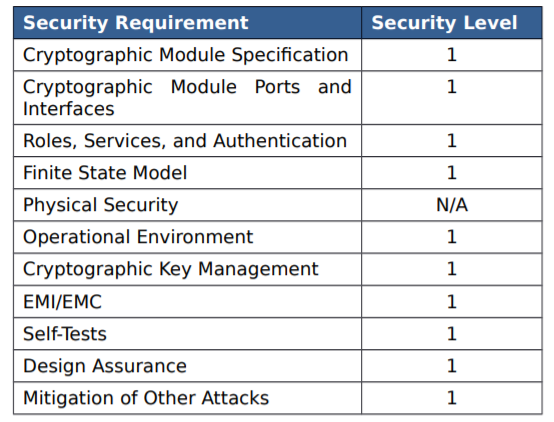 Security Requirement Security Level
Cryptographic Module Specification 1
Cryptographic Module Ports and 1
Interfaces
Roles, Services, and Authentication 1
Finite State Model 1
Physical Security N/A
Operational Environment 1
Cryptographic Key Management 1
EMI/EMC 1
Self-Tests 1
Design Assurance 1
Mitigation of Other Attacks 1